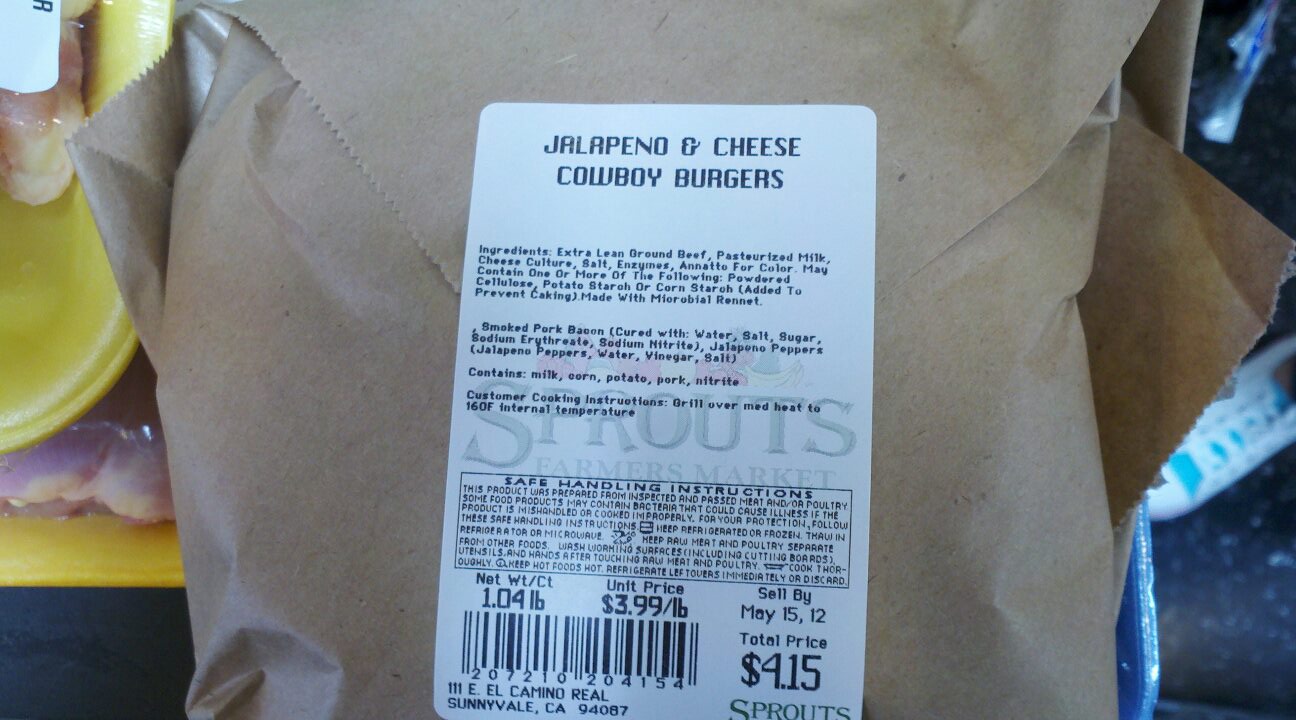 R
JALAPENO & CHEESE
COWBOY BURGERS
Ingredients: Extra Lean Ground Beef, Pasteurized Milk,
Cheese Culture, Salt, Enzymes, Annatto For Color. May
Contain One Or More Of The Following: Powdered
Cellulose, Potato Starch Or Corn Starch (Added To
Prevent Caking).Made With Microbial Rennet.
, Smoked Pork Bacon (Cured with: Water, Salt, Sugar,
Sodium Erythreate, Sodium Nitrite), Jalapeno Peppers
(Jalapeno Peppers, Water, Vinegar, Salt)
Contains: milk, corn, potato, pork, nitrite
Customer Cooking Instructions: Grill over med heat to
160F internal temperature
SPROUTS
FARMERS MARKET
SAFE HANDLING INSTRUCTIONS
THIS PRODUCT WAS PREPARED FROM INSPECTED AND PASSED MEAT AND/OR POULTRY
SOME FOOD PRODUCTS MAY CONTAIN BACTERIA THAT COULD CAUSE ILLNESS IF THE
PRODUCT IS MISHANDLED OR COOKED IMPROPERLY. FOR YOUR PROTECTION, FOLLOW
THESE SAFE HANDLING INSTRUCTIONS KEEP REFRIGERATED OR FROZEN. THAW IN
REFRIGERATOR OR MICROWAVE. KEEP RAW MEAT AND POULTRY SEPARATE
FROM OTHER FOODS. WASH WORKING SURFACES (INCLUDING CUTTING BOARDS),
UTENSILS, AND HANDS AFTER TOUCHING RAW MEAT AND POULTRY. COOK THOR-
OUGHLY. KEEP HOT FOODS HOT. REFRIGERATE LEFTOVERS IMMEDIATELY OR DISCARD.
Net Wt/Ct Unit Price Sell By
1.04 lb $3.99/lb May 15, 12
Total Price
$4.15
2 07210 204154
111 E. EL CAMINO REAL
SUNNYVALE, CA 94087
SPROUTS